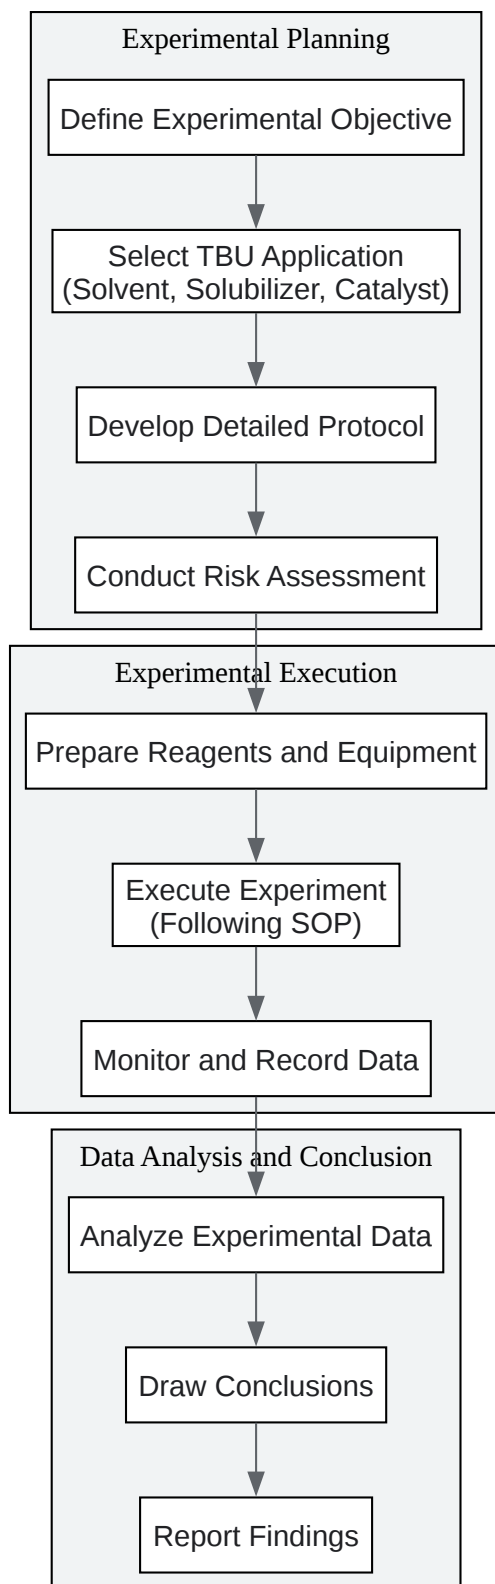 Experimental Planning
Define Experimental Objective
Select TBU Application
(Solvent, Solubilizer, Catalyst)
Develop Detailed Protocol
Conduct Risk Assessment
Experimental Execution
Prepare Reagents and Equipment
Execute Experiment
(Following SOP)
Monitor and Record Data
Data Analysis and Conclusion
Analyze Experimental Data
Draw Conclusions
Report Findings